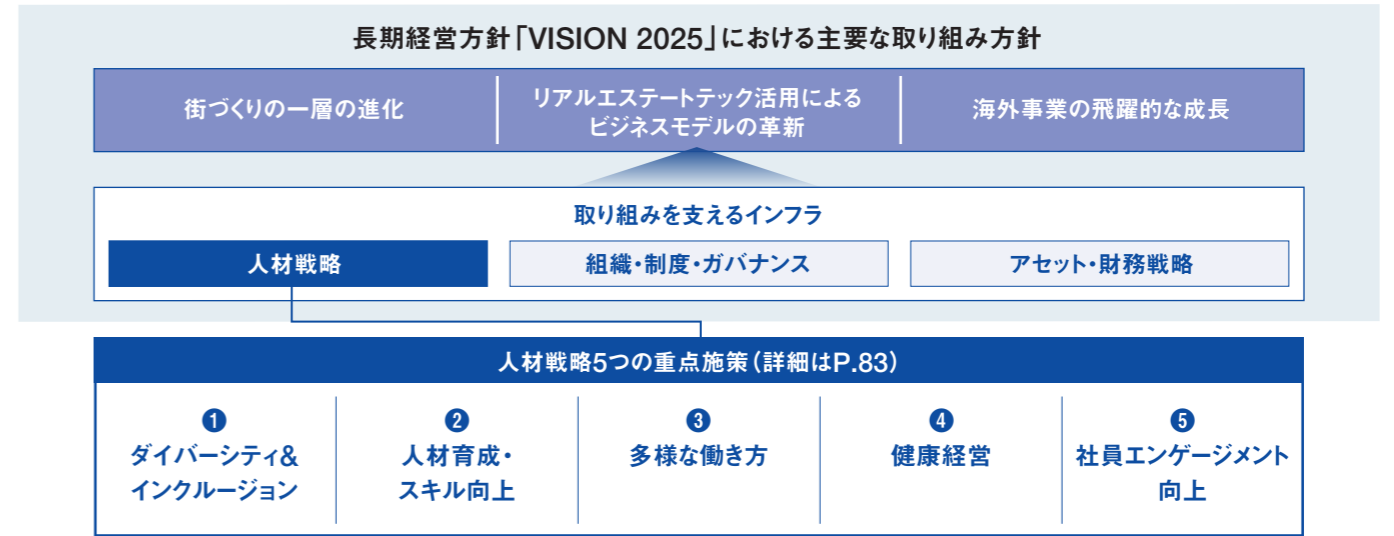 長期経営方針「VISION 2025」における主要な取り組み方針
街づくりの一層の進化
リアルエステートテック活用による
ビジネスモデルの革新
海外事業の飛躍的な成長
取り組みを支えるインフラ
人材戦略
組織・制度・ガバナンス
アセット・財務戦略
人材戦略5つの重点施策（詳細はP.83）
❶
ダイバーシティ&
インクルージョン
❷
人材育成・
スキル向上
❸
多様な働き方
❹
健康経営
❺
社員エンゲージメント
向上